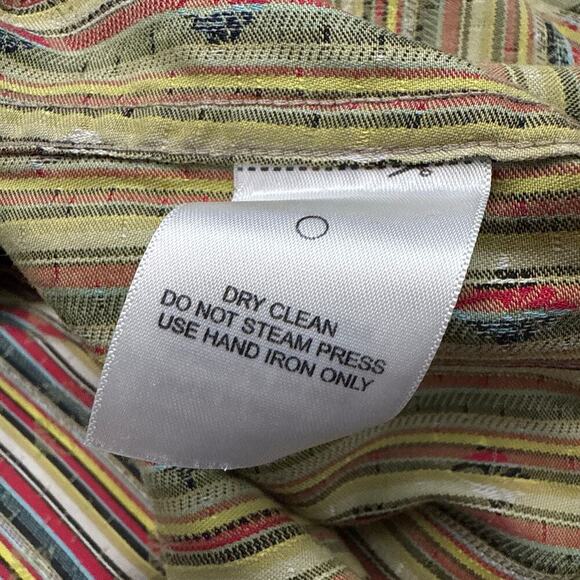 DRY CLEAN
DO NOT STEAM PRESS
USE HAND IRON ONLY